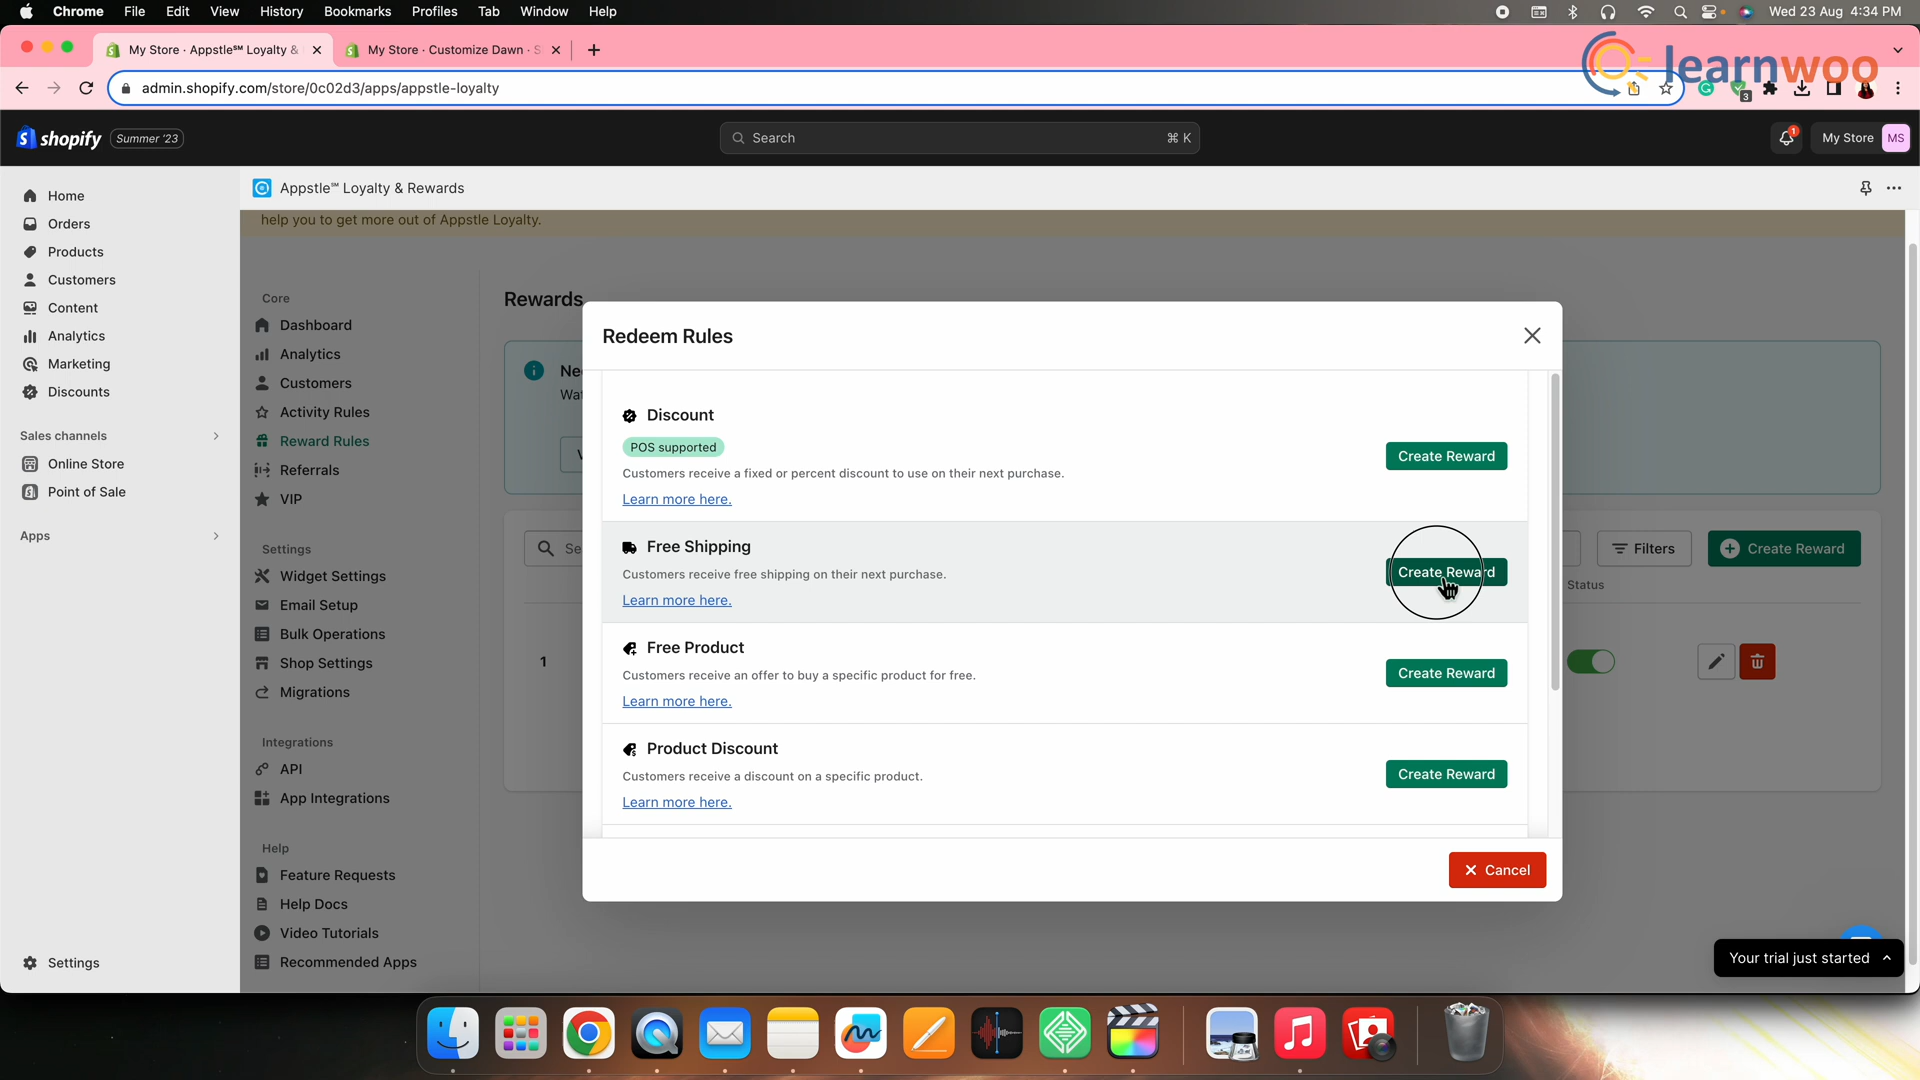 Chrome File Edit View History Bookmarks Profiles Tab Window Help Wed 23 Aug 4:34 PM
My Store · Appstle℠ Loyalty & My Store · Customize Dawn · S
learnwoo
admin.shopify.com/store/0c02d3/apps/appstle-loyalty
3
shopify Summer '23 Search ⌘ K 1 My Store MS
Appstle℠ Loyalty & Rewards
help you to get more out of Appstle Loyalty.
Home
Orders
Products
Customers
Content
Analytics
Marketing
Discounts
Sales channels
Online Store
Point of Sale
Apps
Settings
Core
Dashboard
Analytics
Customers
Activity Rules
Reward Rules
Referrals
VIP
Settings
Widget Settings
Email Setup
Bulk Operations
Shop Settings
Migrations
Integrations
API
App Integrations
Help
Feature Requests
Help Docs
Video Tutorials
Recommended Apps
Rewards
Filters Create Reward
Status
1
Redeem Rules
Discount
POS supported
Create Reward
Customers receive a fixed or percent discount to use on their next purchase.
Learn more here.
Free Shipping
Create Reward
Customers receive free shipping on their next purchase.
Learn more here.
Free Product
Create Reward
Customers receive an offer to buy a specific product for free.
Learn more here.
Product Discount
Create Reward
Customers receive a discount on a specific product.
Learn more here.
Cancel
Your trial just started